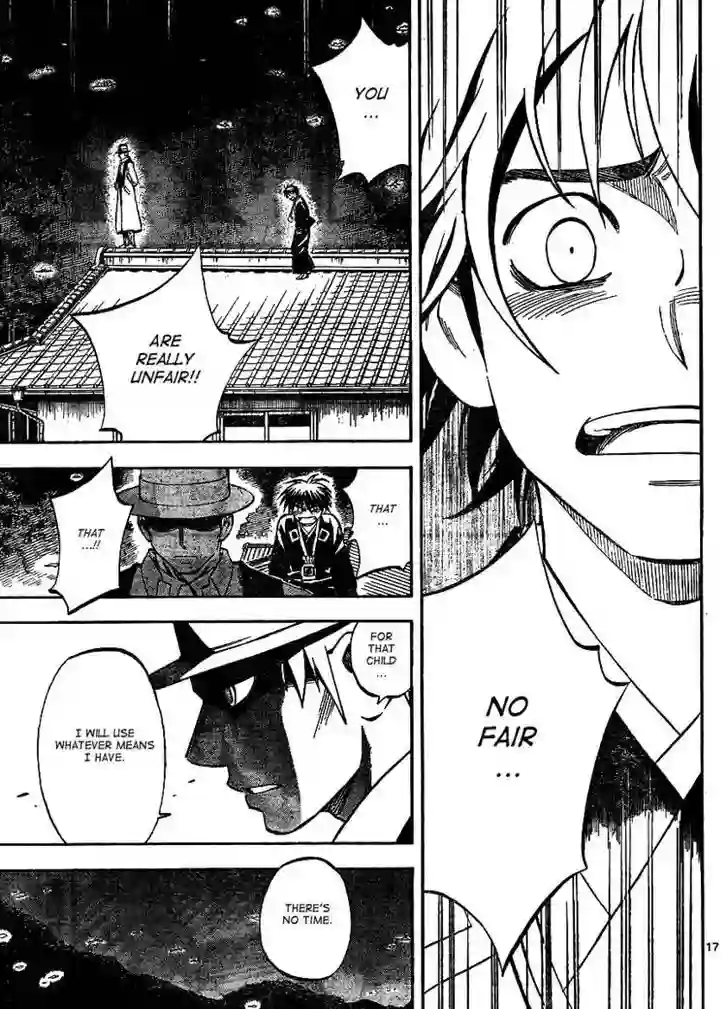 NO
FAIR
...
YOU
...
ARE
REALLY
UNFAIR!!
THAT
...
THAT
...!!
FOR
THAT
CHILD
...
I WILL USE
WHATEVER MEANS
I HAVE.
THERE'S
NO TIME.
17